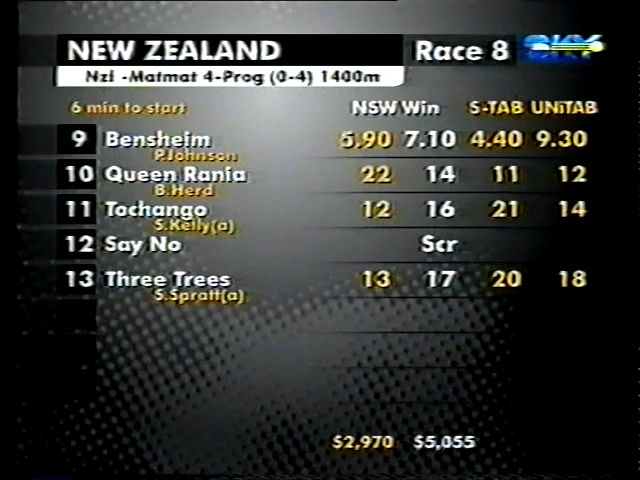 NEW ZEALAND Race 8 SKY
Nzi -Matmat 4-Prog (0-4) 1400m
6 min to start NSW Win S-TAB UNiTAB
9 Bensheim 5.90 7.10 4.40 9.30
P.Johnson
10 Queen Rania 22 14 11 12
B.Herd
11 Tochango 12 16 21 14
S.Kelly(a)
12 Say No Scr
13 Three Trees 13 17 20 18
S.Spratt(a)
$2,970 $5,055